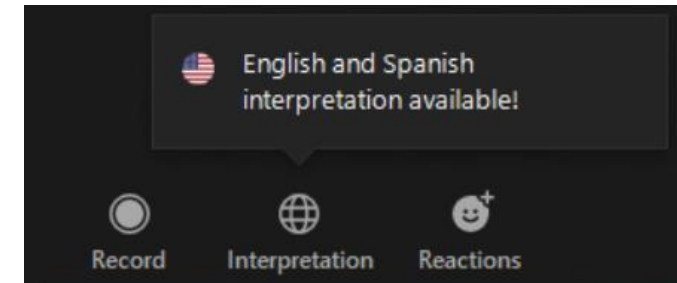 English and Spanish
interpretation available!
Record Interpretation Reactions